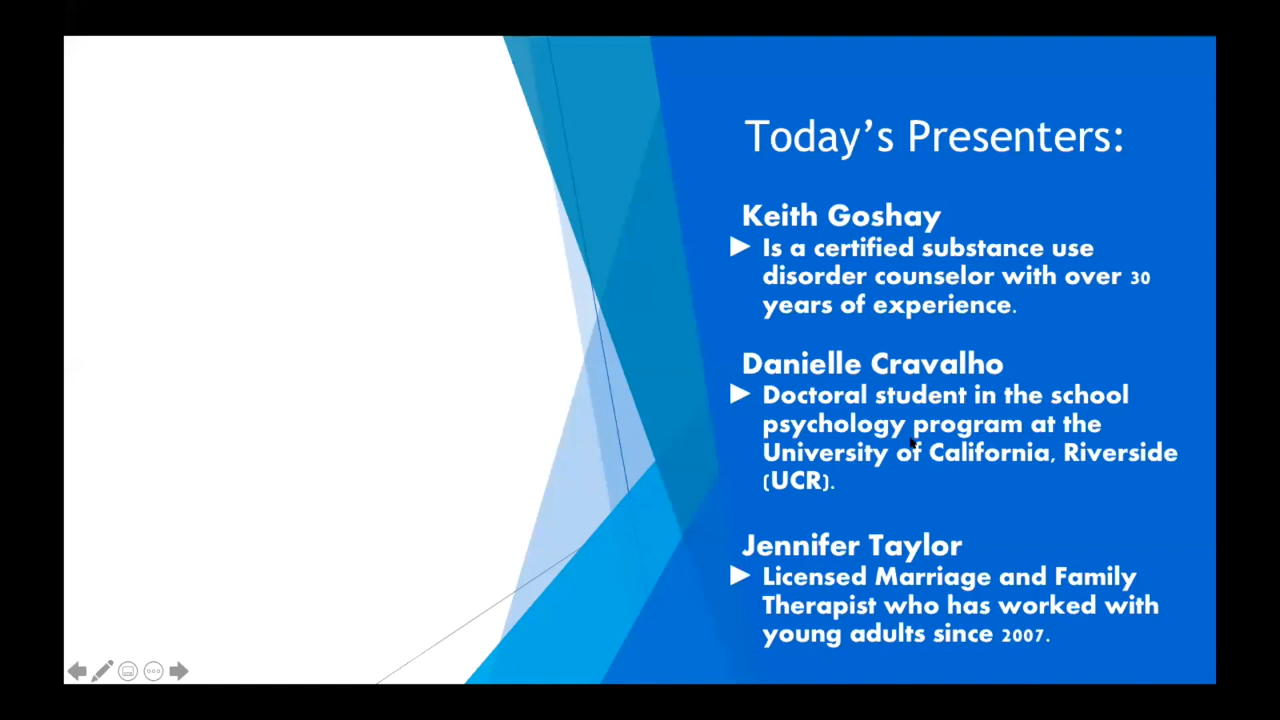 Today's Presenters:
Keith Goshay
▶ Is a certified substance use
disorder counselor with over 30
years of experience.
Danielle Cravalho
▶ Doctoral student in the school
psychology program at the
University of California, Riverside
(UCR).
Jennifer Taylor
▶ Licensed Marriage and Family
Therapist who has worked with
young adults since 2007.